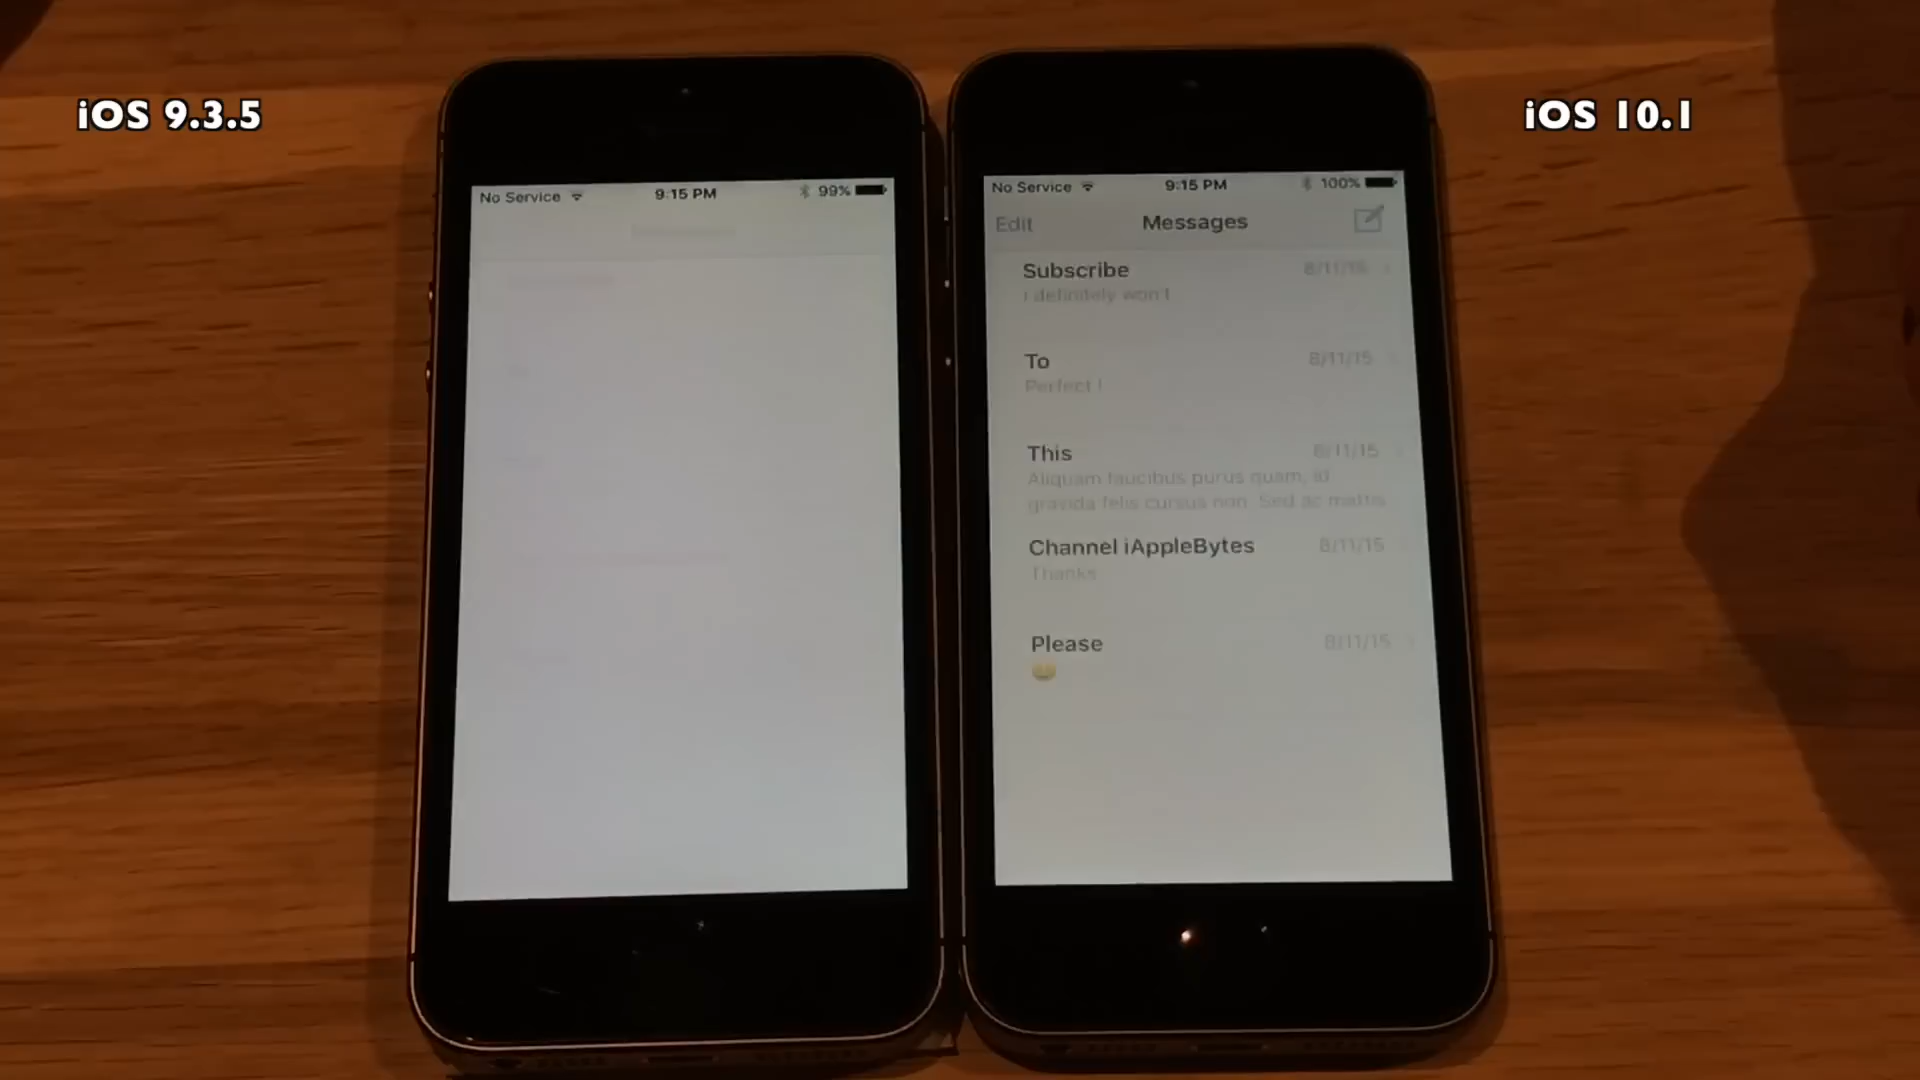 iOS 9.3.5
iOS 10.1
No Service
9:15 PM
99%
No Service
9:15 PM
100%
Edit
Messages
Subscribe
8/11/15
I definitely won't
To
8/11/15
Perfect !
This
8/11/15
Aliquam faucibus purus quam, id
gravida felis cursus non. Sed ac mattis
Channel iAppleBytes
8/11/15
Thanks
Please
8/11/15